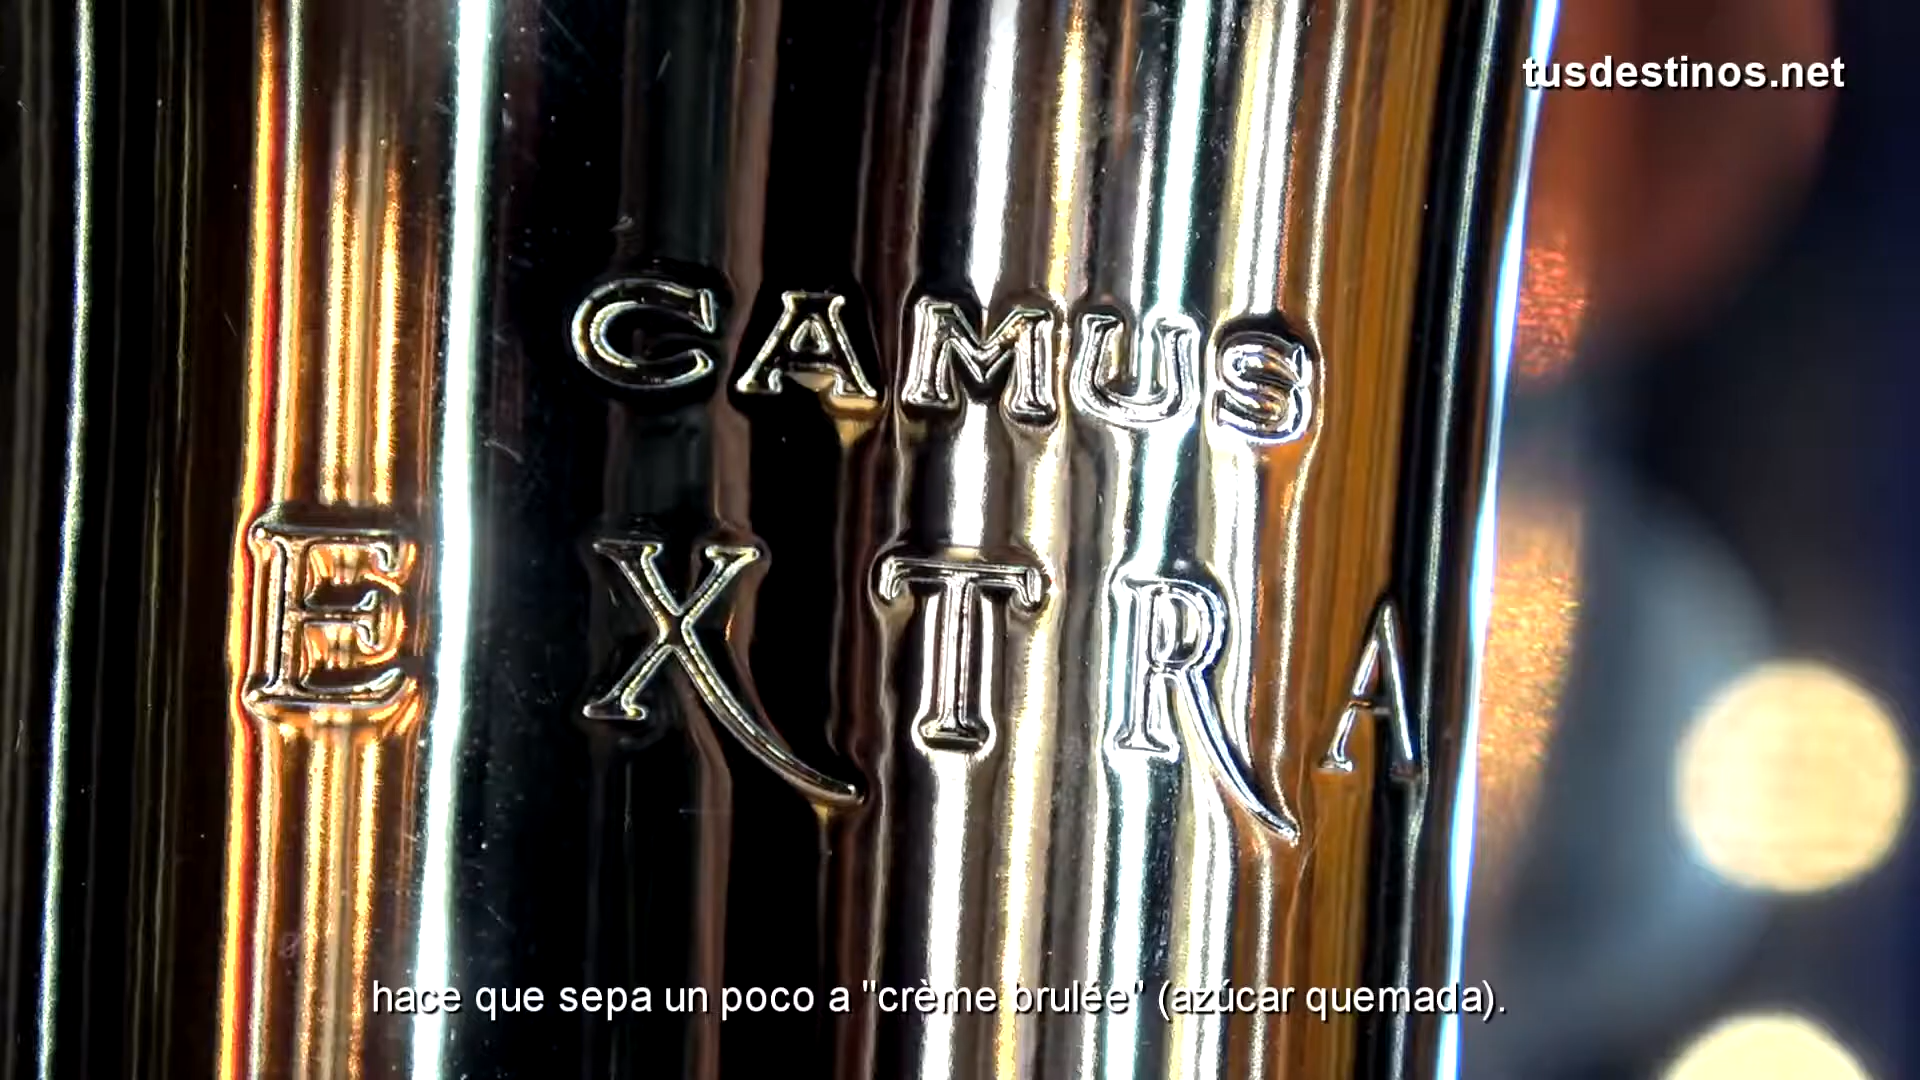 tusdestinos.net
CAMUS
EXTRA
hace que sepa un poco a "crème brulée" (azúcar quemada).